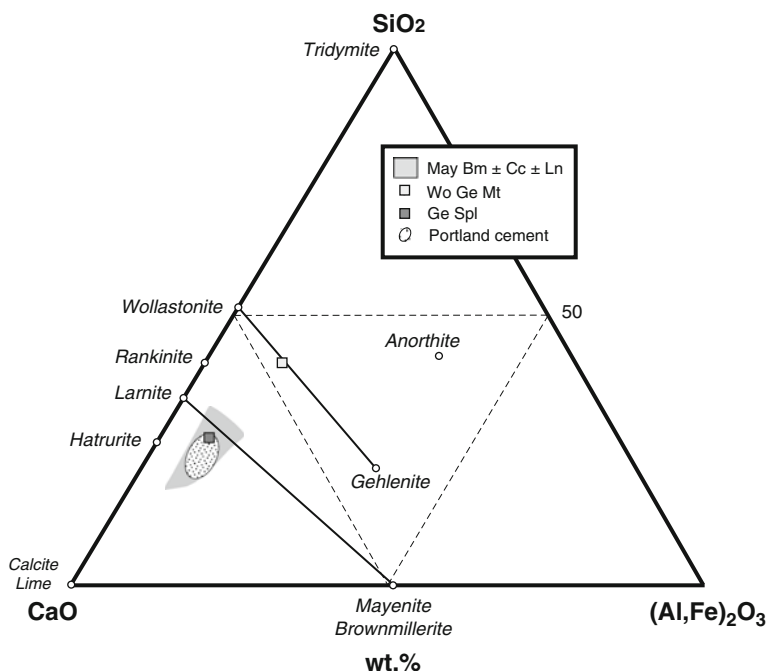 SiO2
Tridymite
May Bm ± Cc ± Ln
Wo Ge Mt
Ge Spl
Portland cement
Wollastonite
50
Anorthite
Rankinite
Larnite
Hatrurite
Gehlenite
Calcite
Lime
CaO
Mayenite
Brownmillerite
(Al,Fe)2O3
wt.%